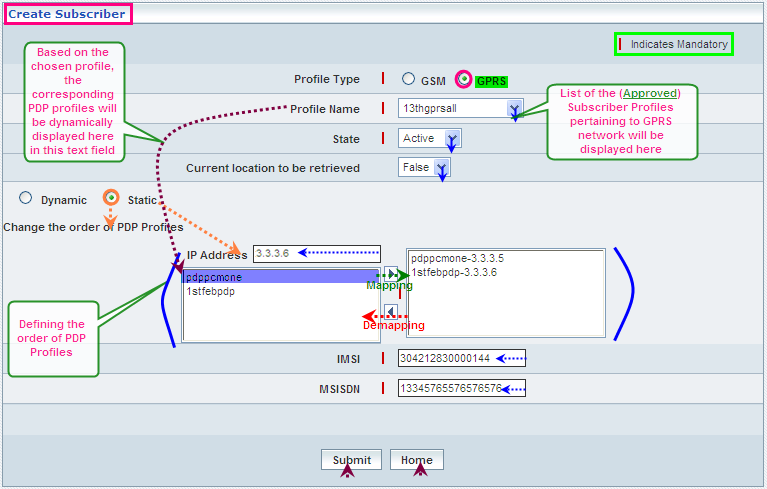 Create Subscriber
Indicates Mandatory
Based on the
chosen profile,
the
corresponding
PDP profiles will
be dynamically
displayed here
in this text field
Profile Type
GSM
GPRS
List of the (Approved)
Subscriber Profiles
pertaining to GPRS
network will be
displayed here
Profile Name
13thgprsall
State
Active
Current location to be retrieved
False
Dynamic
Static
Change the order of PDP Profiles
IP Address
3.3.3.6
pdppcmone
1stfebpdp
Mapping
Demapping
pdppcmone-3.3.3.5
1stfebpdp-3.3.3.6
Defining the
order of PDP
Profiles
IMSI
304212830000144
MSISDN
13345765576576576
Submit
Home